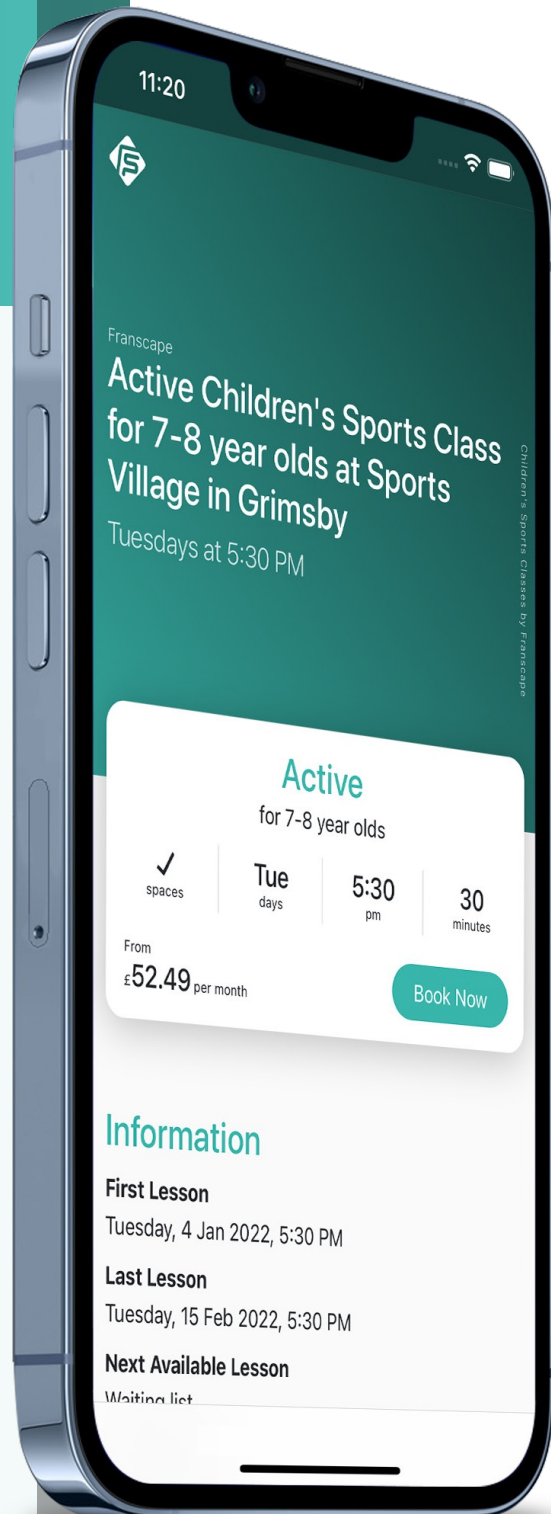 11:20
Franscape
Active Children's Sports Class
for 7-8 year olds at Sports
Village in Grimsby
Tuesdays at 5:30 PM
Children's Sports Classes by Franscape
Active
for 7-8 year olds
✓ spaces
Tue days
5:30 pm
30 minutes
From
£52.49 per month
Book Now
Information
First Lesson
Tuesday, 4 Jan 2022, 5:30 PM
Last Lesson
Tuesday, 15 Feb 2022, 5:30 PM
Next Available Lesson
Waiting list